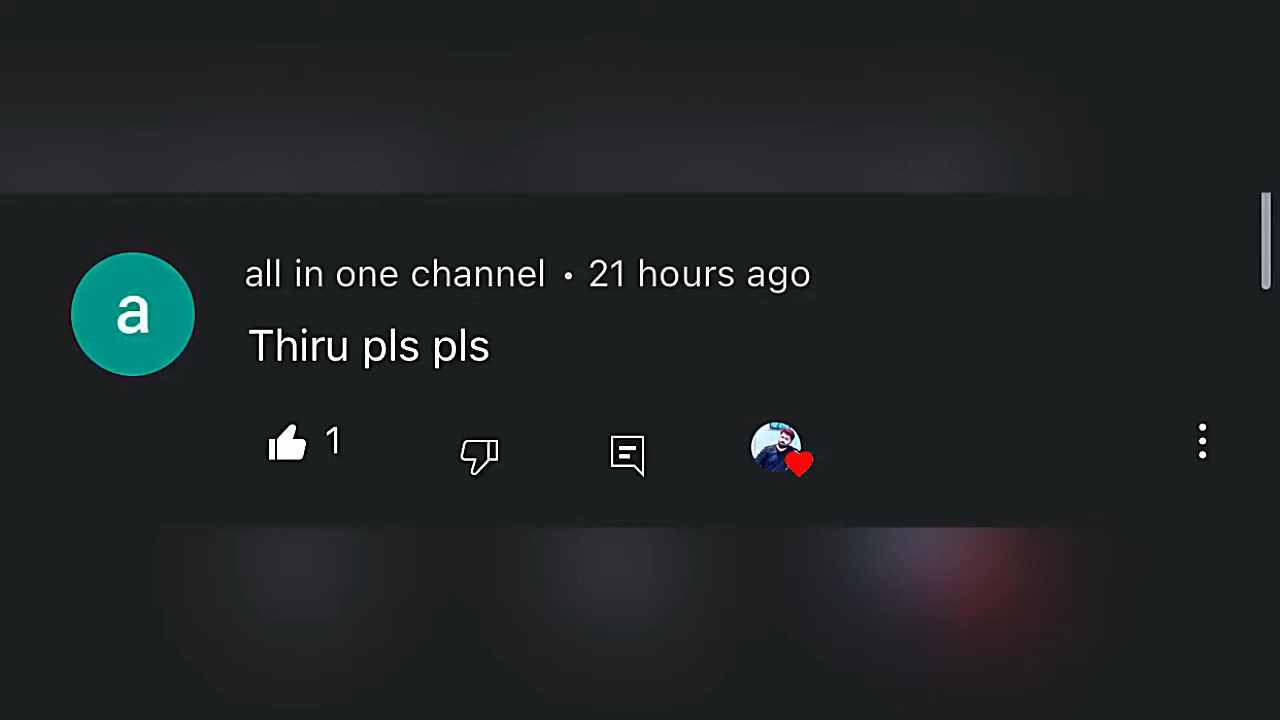 a
all in one channel • 21 hours ago
Thiru pls pls
1